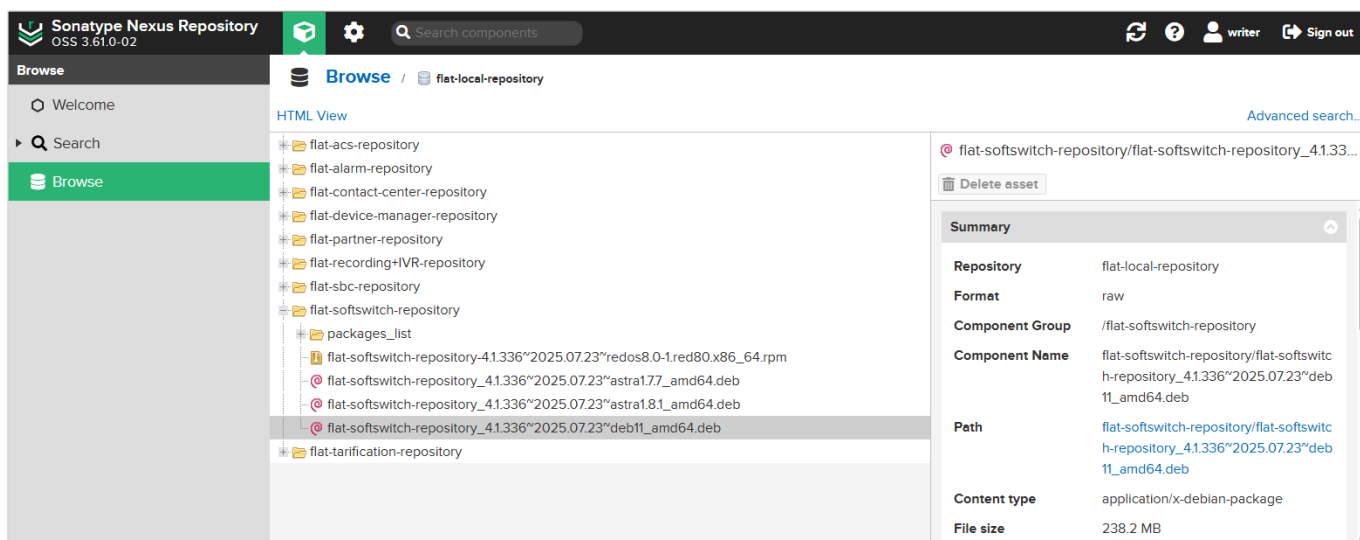 Sonatype Nexus Repository
OSS 3.61.0-02
Search components
writer
Sign out
Browse
Welcome
Search
Browse
Browse / flat-local-repository
HTML View
Advanced search...
flat-acs-repository
flat-alarm-repository
flat-contact-center-repository
flat-device-manager-repository
flat-partner-repository
flat-recording+IVR-repository
flat-sbc-repository
flat-softswitch-repository
packages_list
flat-softswitch-repository-4.1.336~2025.07.23~redos8.0-1.red80.x86_64.rpm
flat-softswitch-repository_4.1.336~2025.07.23~astra1.7.7_amd64.deb
flat-softswitch-repository_4.1.336~2025.07.23~astra1.8.1_amd64.deb
flat-softswitch-repository_4.1.336~2025.07.23~deb11_amd64.deb
flat-tarification-repository
flat-softswitch-repository/flat-softswitch-repository_4.1.33...
Delete asset
Summary
Repository flat-local-repository
Format raw
Component Group /flat-softswitch-repository
Component Name flat-softswitch-repository/flat-softswitc
h-repository_4.1.336~2025.07.23~deb
11_amd64.deb
Path flat-softswitch-repository/flat-softswitc
h-repository_4.1.336~2025.07.23~deb
11_amd64.deb
Content type application/x-debian-package
File size 238.2 MB